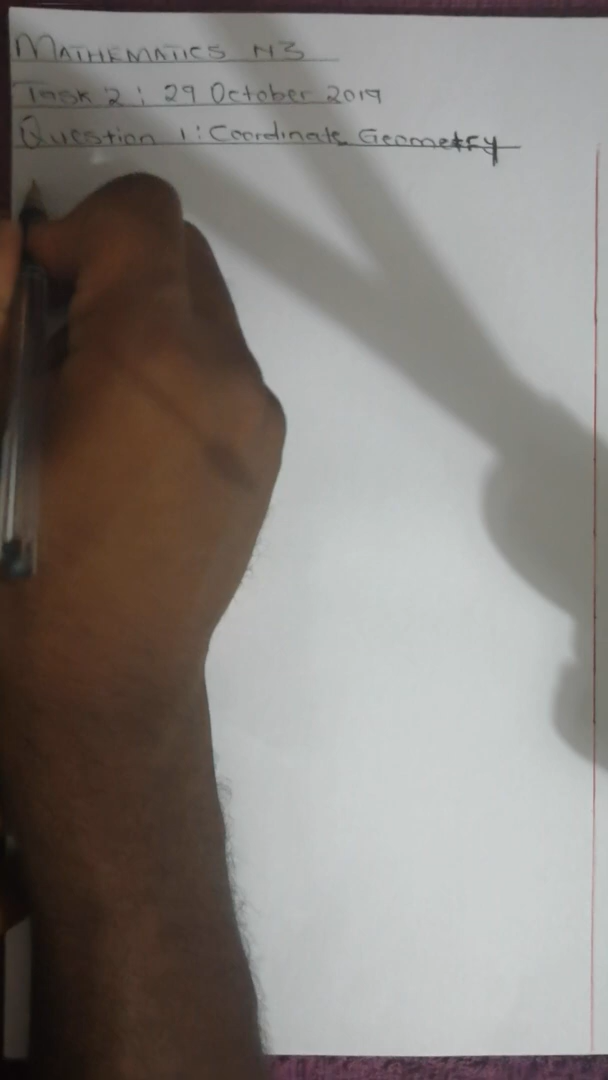 MATHEMATICS N3
Task 2 : 29 October 2019
Question 1 : Coordinate Geometry